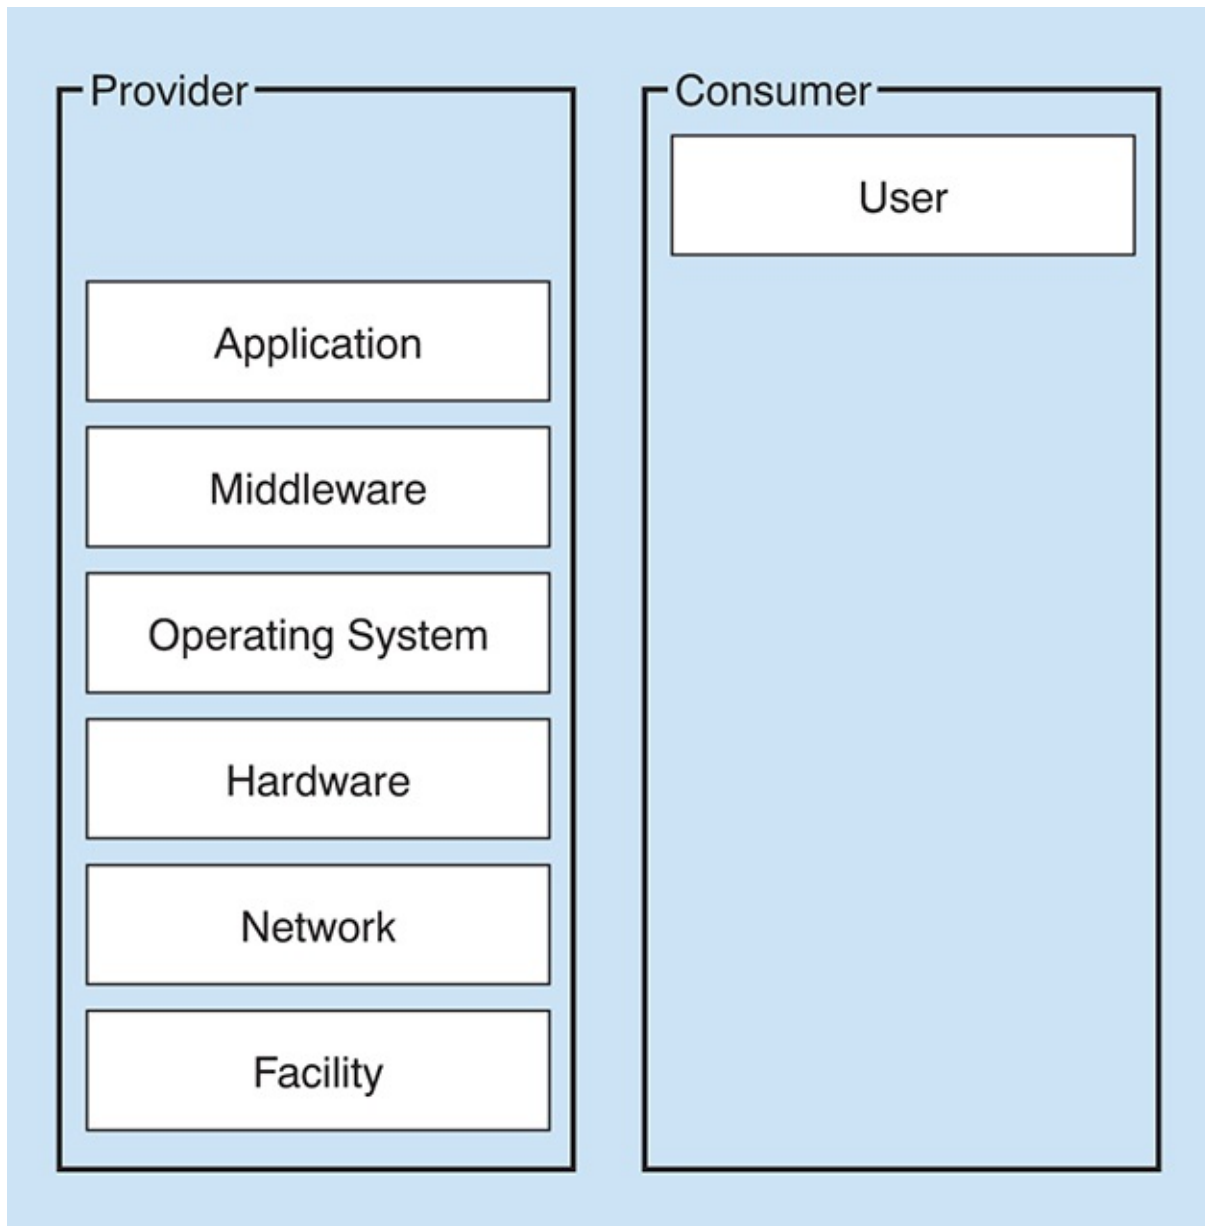 Provider
Application
Middleware
Operating System
Hardware
Network
Facility
Consumer
User